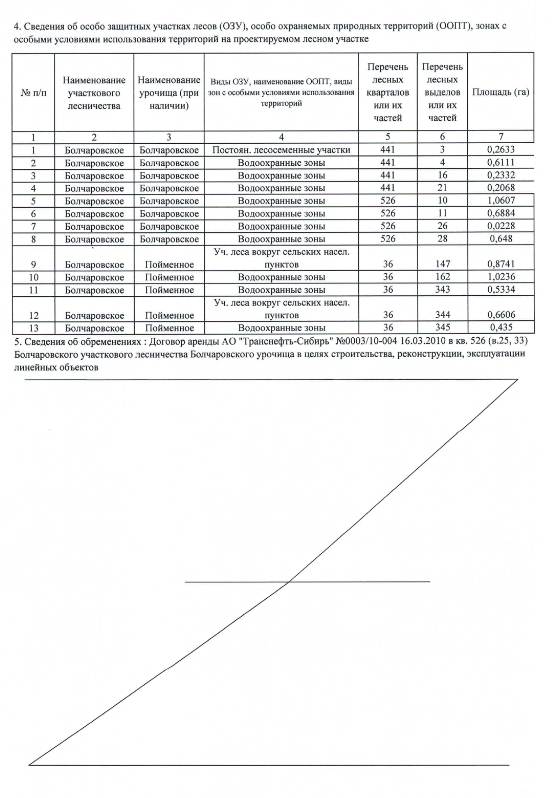 4. Сведения об особо защитных участках лесов (ОЗУ), особо охраняемых природных территорий (ООПТ), зонах с
особыми условиями использования территорий на проектируемом лесном участке
№ п/п | Наименование участкового лесничества | Наименование урочища (при наличии) | Виды ОЗУ, наименование ООПТ, виды зон с особыми условиями использования территорий | Перечень лесных кварталов или их частей | Перечень лесных выделов или их частей | Площадь (га)
1 | 2 | 3 | 4 | 5 | 6 | 7
1 | Болчаровское | Болчаровское | Постоян. лесосеменные участки | 441 | 3 | 0,2633
2 | Болчаровское | Болчаровское | Водоохранные зоны | 441 | 4 | 0,6111
3 | Болчаровское | Болчаровское | Водоохранные зоны | 441 | 16 | 0,2332
4 | Болчаровское | Болчаровское | Водоохранные зоны | 441 | 21 | 0,2068
5 | Болчаровское | Болчаровское | Водоохранные зоны | 526 | 10 | 1,0607
6 | Болчаровское | Болчаровское | Водоохранные зоны | 526 | 11 | 0,6884
7 | Болчаровское | Болчаровское | Водоохранные зоны | 526 | 26 | 0,0228
8 | Болчаровское | Болчаровское | Водоохранные зоны | 526 | 28 | 0,648
9 | Болчаровское | Пойменное | Уч. леса вокруг сельских насел. пунктов | 36 | 147 | 0,8741
10 | Болчаровское | Пойменное | Водоохранные зоны | 36 | 162 | 1,0236
11 | Болчаровское | Пойменное | Водоохранные зоны | 36 | 343 | 0,5334
12 | Болчаровское | Пойменное | Уч. леса вокруг сельских насел. пунктов | 36 | 344 | 0,6606
13 | Болчаровское | Пойменное | Водоохранные зоны | 36 | 345 | 0,435
5. Сведения об обременениях : Договор аренды АО "Транснефть-Сибирь" №0003/10-004 16.03.2010 в кв. 526 (в.25, 33)
Болчаровского участкового лесничества Болчаровского урочища в целях строительства, реконструкции, эксплуатации
линейных объектов